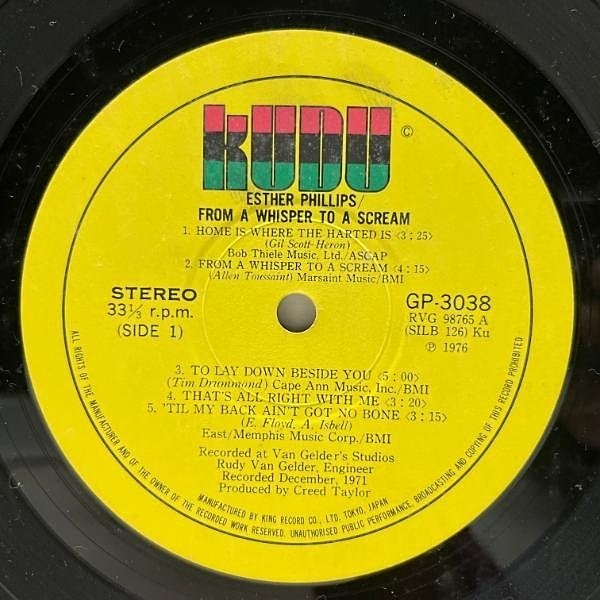 KUDU
©
ESTHER PHILLIPS/
FROM A WHISPER TO A SCREAM
1. HOME IS WHERE THE HARTED IS <3:25>
(Gil Scott-Heron)
Bob Thiele Music, Ltd./ASCAP
2. FROM A WHISPER TO A SCREAM <4:15>
(Allen Toussaint) Marsaint Music/BMI
STEREO
33⅓ r.p.m.
(SIDE 1)
GP-3038
RVG 98765 A
(SILB 126) Ku
Ⓟ 1976
3. TO LAY DOWN BESIDE YOU <5:00>
(Tim Drummond) Cape Ann Music, Inc./BMI
4. THAT'S ALL RIGHT WITH ME <3:20>
5. 'TIL MY BACK AIN'T GOT NO BONE <3:15>
(E. Floyd, A. Isbell)
East/Memphis Music Corp./BMI
Recorded at Van Gelder's Studios
Rudy Van Gelder, Engineer
Recorded December, 1971
Produced by Creed Taylor
MANUFACTURED BY KING RECORD CO., LTD. TOKYO, JAPAN
ALL RIGHTS OF THE MANUFACTURER AND OF THE OWNER OF THE RECORDED WORK RESERVED. UNAUTHORISED PUBLIC PERFORMANCE, BROADCASTING AND COPYING OF THIS RECORD PROHIBITED